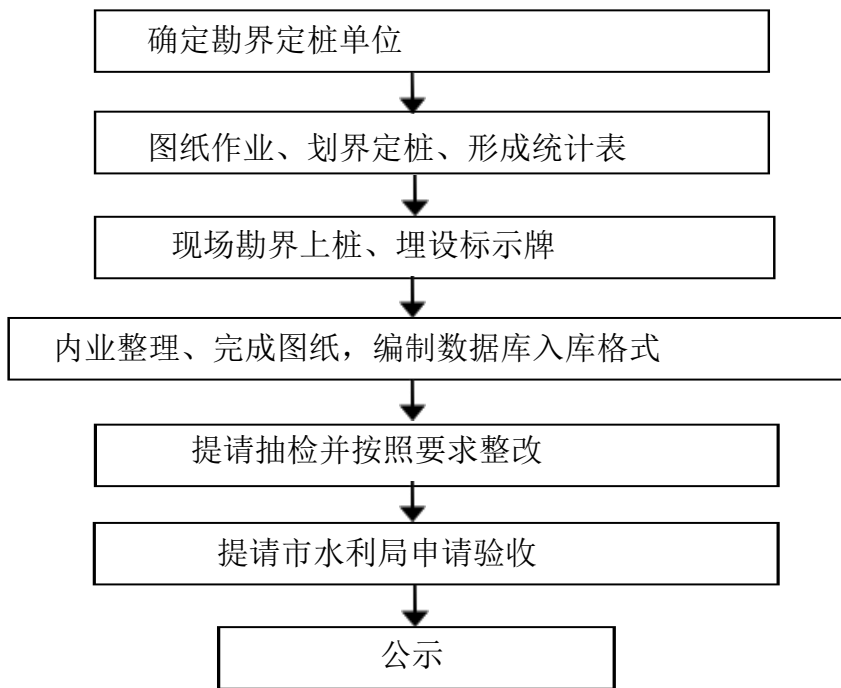 确定勘界定桩单位
图纸作业、划界定桩、形成统计表
现场勘界上桩、埋设标示牌
内业整理、完成图纸，编制数据库入库格式
提请抽检并按照要求整改
提请市水利局申请验收
公示